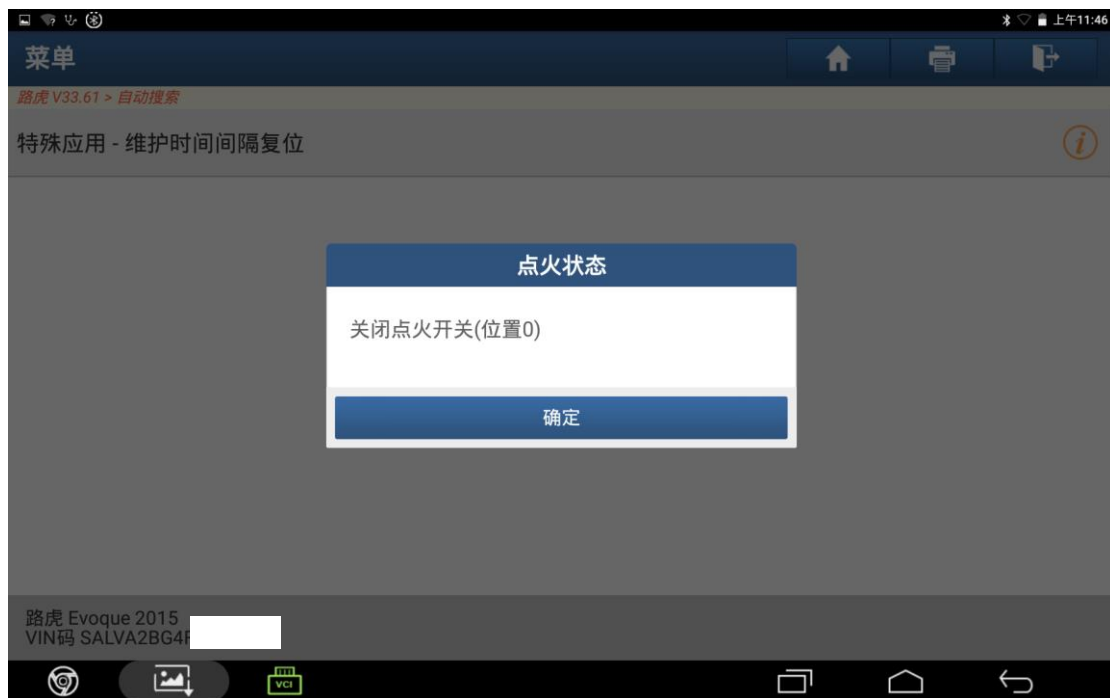 上午11:46
菜单
路虎 V33.61 > 自动搜索
特殊应用 - 维护时间间隔复位
点火状态
关闭点火开关(位置0)
确定
路虎 Evoque 2015
VIN码 SALVA2BG4F
VCI